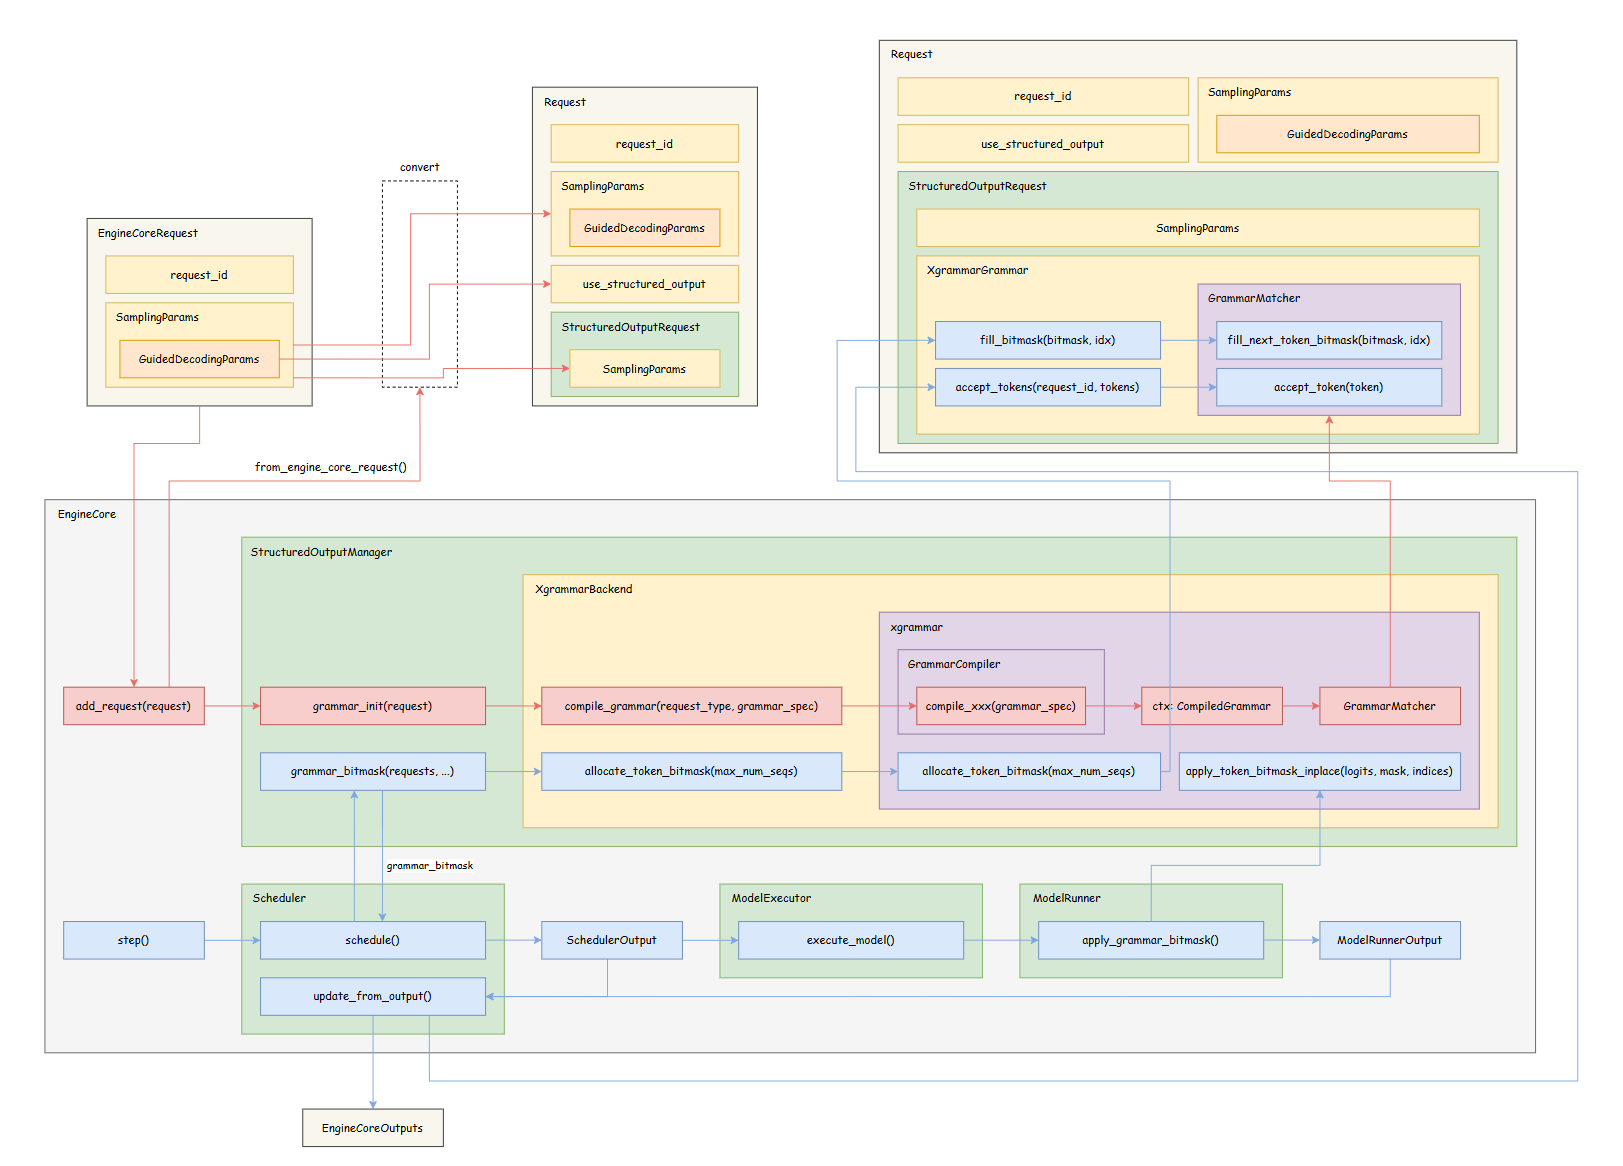 Request
request_id
SamplingParams
GuidedDecodingParams
use_structured_output
StructuredOutputRequest
SamplingParams
XgrammarGrammar
GrammarMatcher
fill_bitmask(bitmask, idx)
fill_next_token_bitmask(bitmask, idx)
accept_tokens(request_id, tokens)
accept_token(token)
Request
request_id
SamplingParams
GuidedDecodingParams
use_structured_output
StructuredOutputRequest
SamplingParams
convert
EngineCoreRequest
request_id
SamplingParams
GuidedDecodingParams
from_engine_core_request()
EngineCore
StructuredOutputManager
XgrammarBackend
xgrammar
GrammarCompiler
add_request(request)
grammar_init(request)
compile_grammar(request_type, grammar_spec)
compile_xxx(grammar_spec)
ctx: CompiledGrammar
GrammarMatcher
grammar_bitmask(requests, ...)
allocate_token_bitmask(max_num_seqs)
allocate_token_bitmask(max_num_seqs)
apply_token_bitmask_inplace(logits, mask, indices)
grammar_bitmask
Scheduler
ModelExecutor
ModelRunner
step()
schedule()
SchedulerOutput
execute_model()
apply_grammar_bitmask()
ModelRunnerOutput
update_from_output()
EngineCoreOutputs